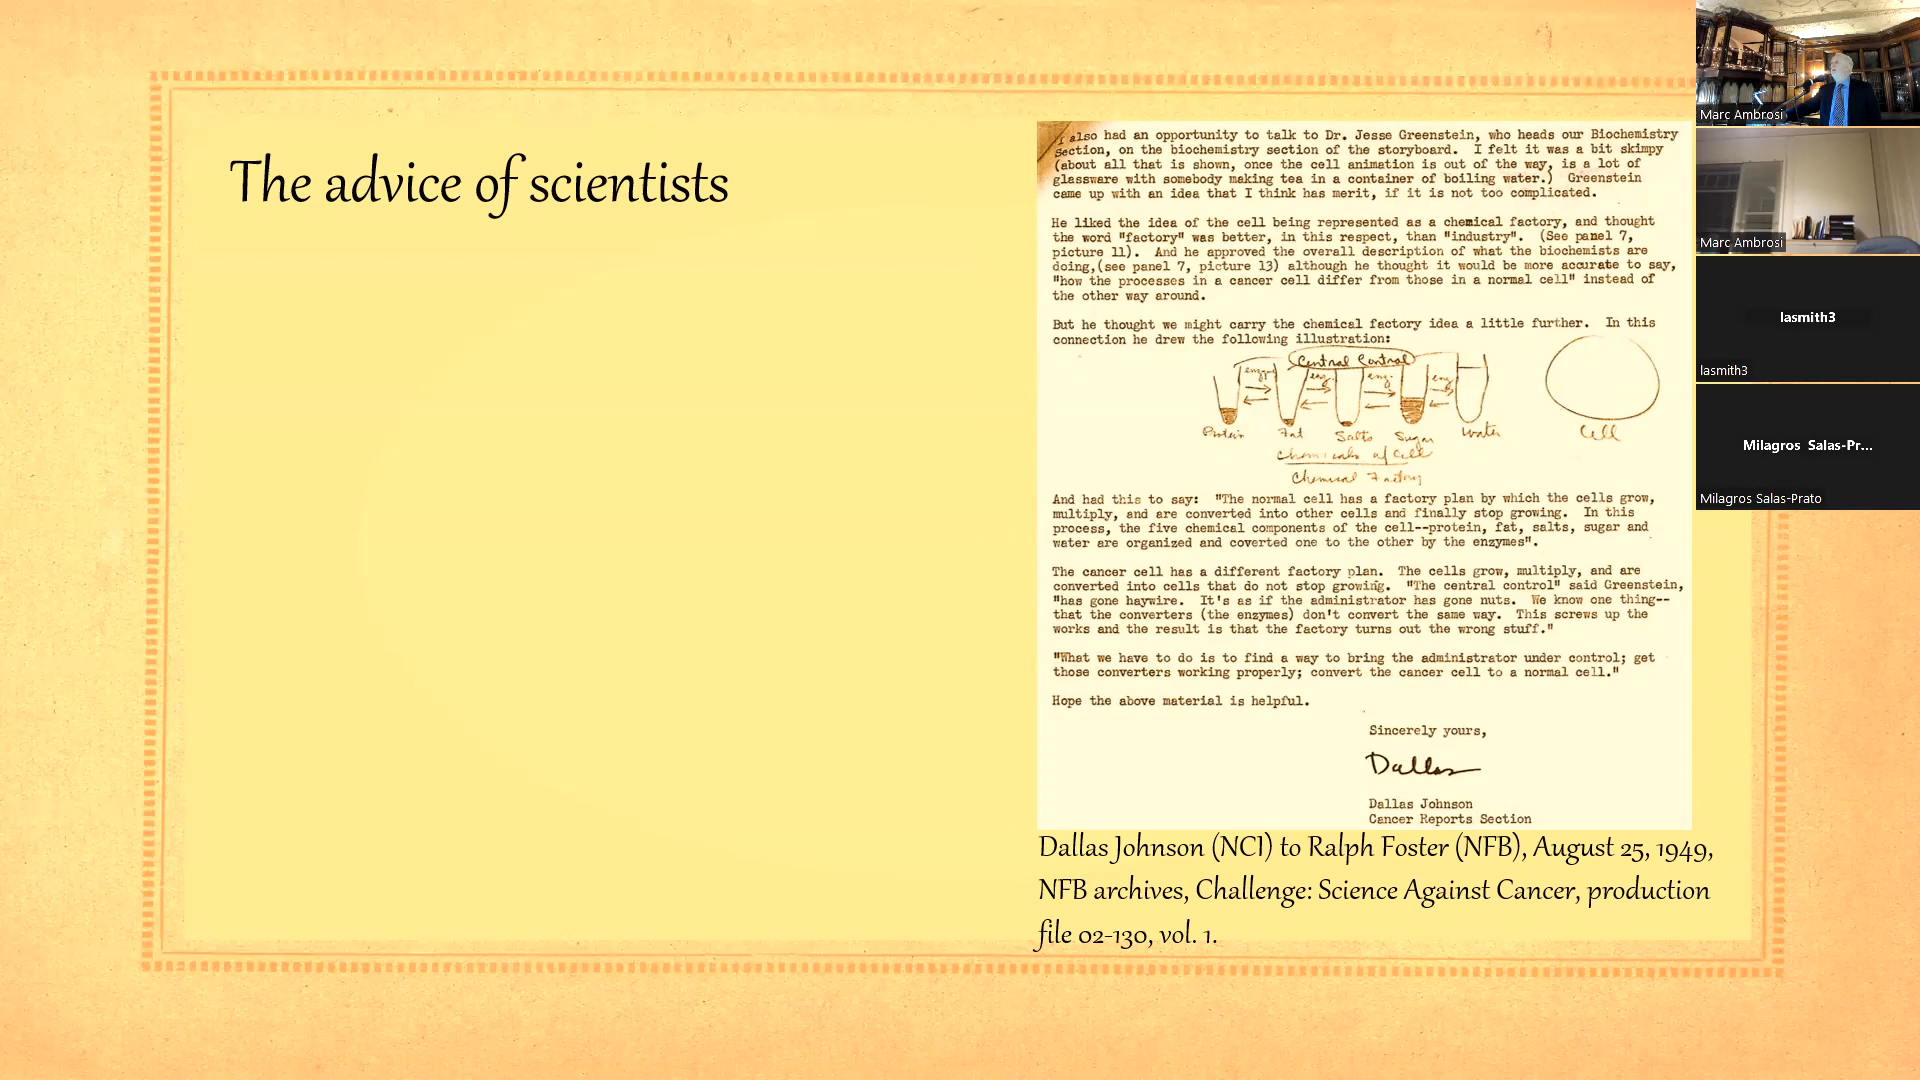 The advice of scientists
I also had an opportunity to talk to Dr. Jesse Greenstein, who heads our Biochemistry
Section, on the biochemistry section of the storyboard. I felt it was a bit skimpy
(about all that is shown, once the cell animation is out of the way, is a lot of
glassware with somebody making tea in a container of boiling water.) Greenstein
came up with an idea that I think has merit, if it is not too complicated.
He liked the idea of the cell being represented as a chemical factory, and thought
the word "factory" was better, in this respect, than "industry". (See panel 7,
picture 11). And he approved the overall description of what the biochemists are
doing,(see panel 7, picture 13) although he thought it would be more accurate to say,
"how the processes in a cancer cell differ from those in a normal cell" instead of
the other way around.
But he thought we might carry the chemical factory idea a little further. In this
connection he drew the following illustration:
Central Control
enzy. eng. eng. eng.
Protein Fat Salts Sugar Water Cell
Chemicals of Cell
Chemical Factory
And had this to say: "The normal cell has a factory plan by which the cells grow,
multiply, and are converted into other cells and finally stop growing. In this
process, the five chemical components of the cell--protein, fat, salts, sugar and
water are organized and coverted one to the other by the enzymes".
The cancer cell has a different factory plan. The cells grow, multiply, and are
converted into cells that do not stop growing. "The central control" said Greenstein,
"has gone haywire. It's as if the administrator has gone nuts. We know one thing--
that the converters (the enzymes) don't convert the same way. This screws up the
works and the result is that the factory turns out the wrong stuff."
"What we have to do is to find a way to bring the administrator under control; get
those converters working properly; convert the cancer cell to a normal cell."
Hope the above material is helpful.
Sincerely yours,
Dallas
Dallas Johnson
Cancer Reports Section
Dallas Johnson (NCI) to Ralph Foster (NFB), August 25, 1949,
NFB archives, Challenge: Science Against Cancer, production
file 02-130, vol. 1.
Marc Ambrosi
Marc Ambrosi
lasmith3
lasmith3
Milagros Salas-Pr...
Milagros Salas-Prato